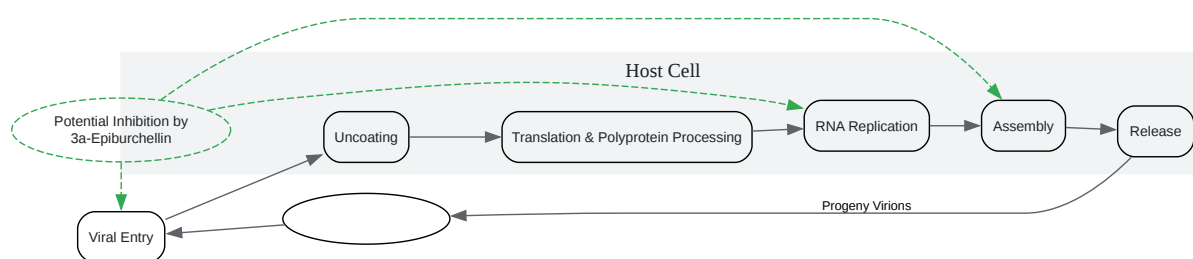 Host Cell
Potential Inhibition by
3a-Epiburchellin
Uncoating
Translation & Polyprotein Processing
RNA Replication
Assembly
Release
Viral Entry
Progeny Virions